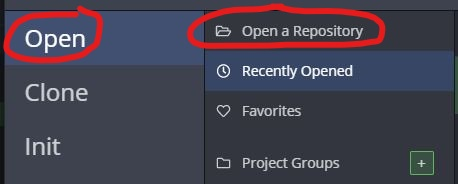 Open
Clone
Init
Open a Repository
Recently Opened
Favorites
Project Groups
+